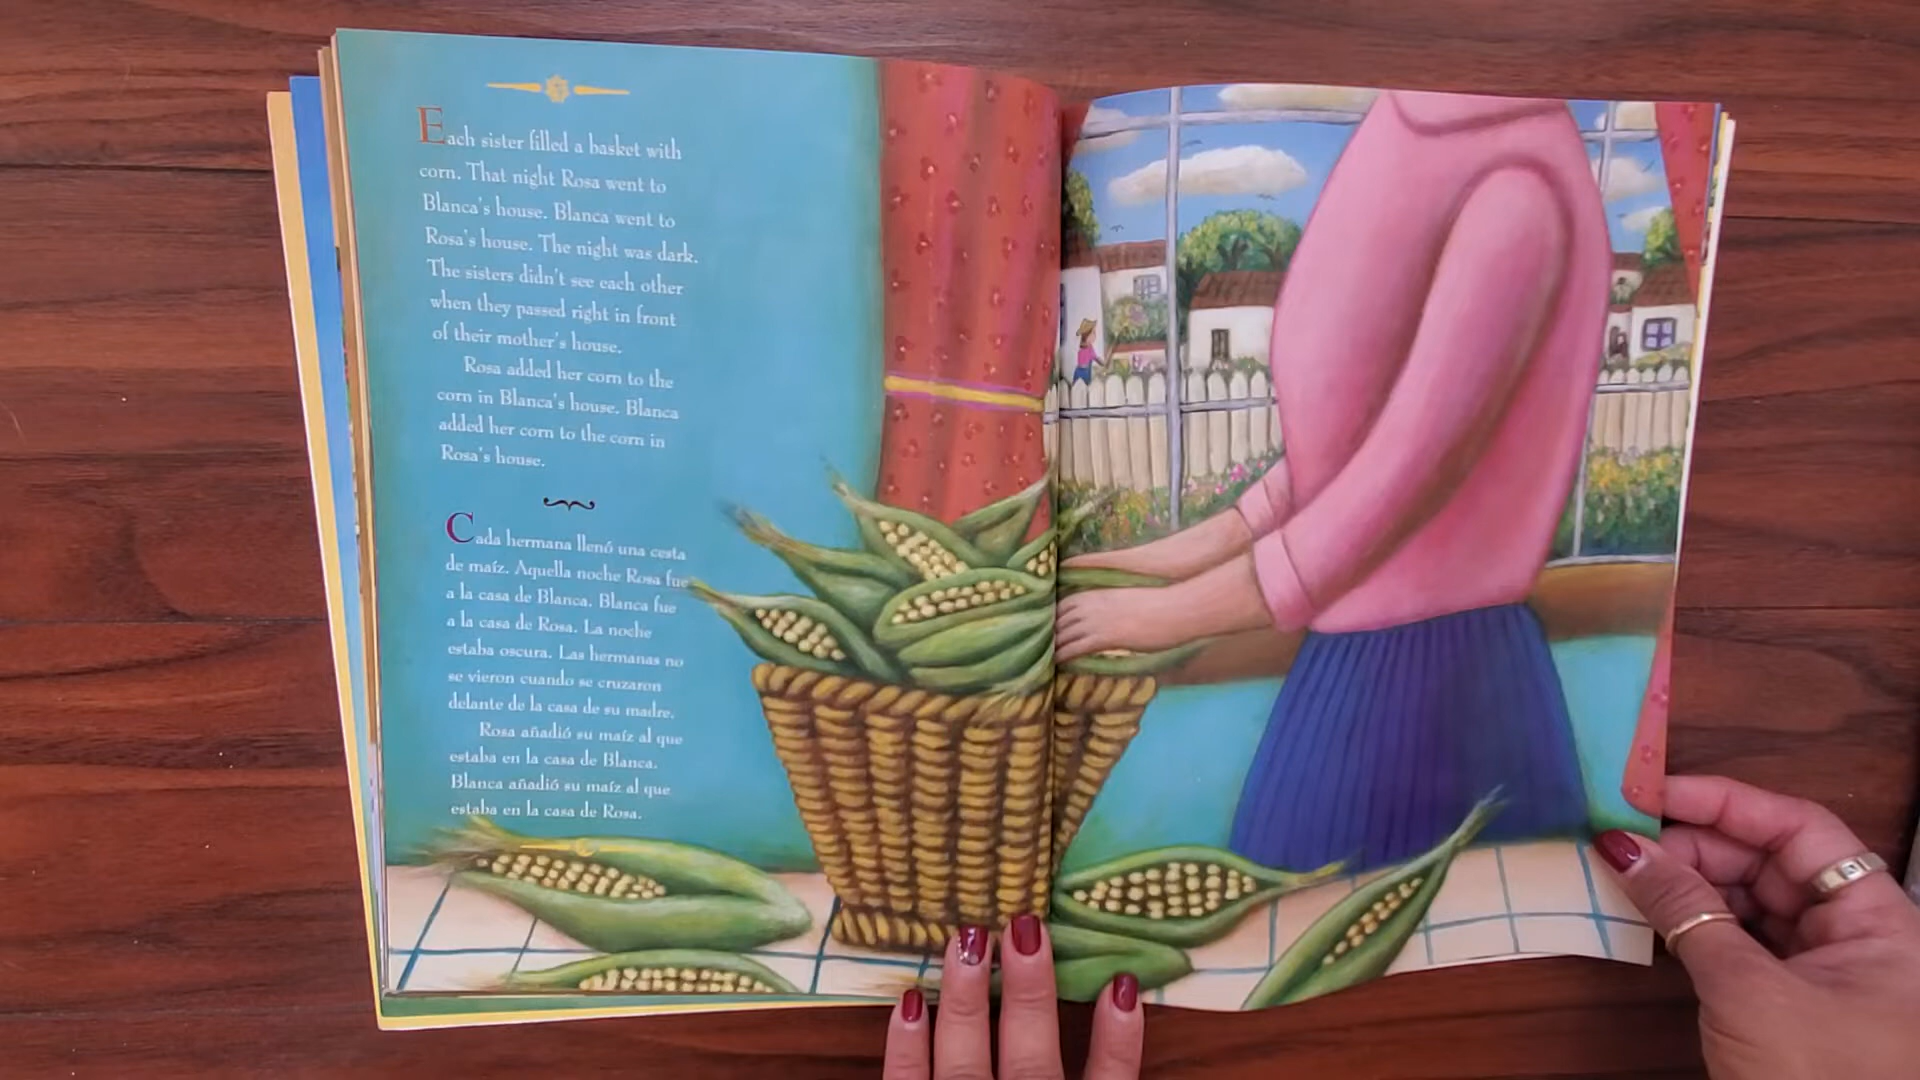 Each sister filled a basket with
corn. That night Rosa went to
Blanca's house. Blanca went to
Rosa's house. The night was dark.
The sisters didn't see each other
when they passed right in front
of their mother's house.
Rosa added her corn to the
corn in Blanca's house. Blanca
added her corn to the corn in
Rosa's house.
Cada hermana llenó una cesta
de maíz. Aquella noche Rosa fue
a la casa de Blanca. Blanca fue
a la casa de Rosa. La noche
estaba oscura. Las hermanas no
se vieron cuando se cruzaron
delante de la casa de su madre.
Rosa añadió su maíz al que
estaba en la casa de Blanca.
Blanca añadió su maíz al que
estaba en la casa de Rosa.